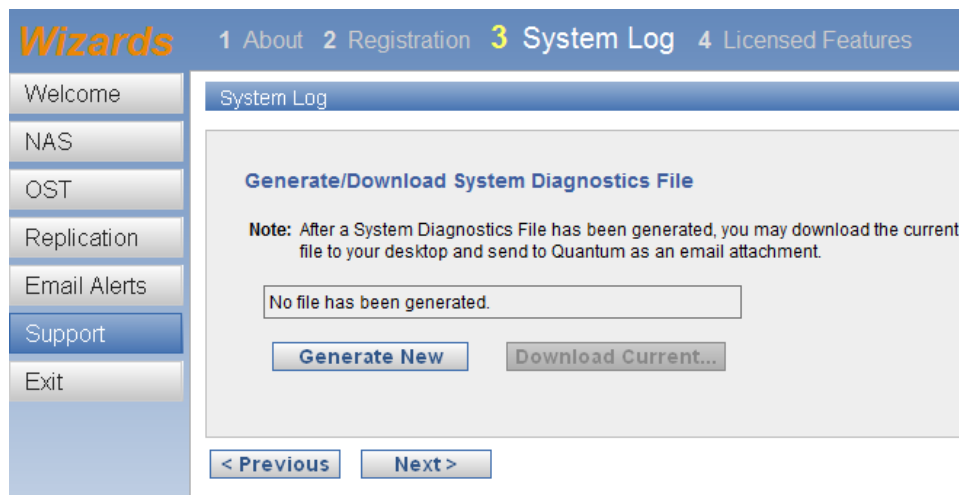 Wizards
1 About 2 Registration 3 System Log 4 Licensed Features
Welcome
NAS
OST
Replication
Email Alerts
Support
Exit
System Log
Generate/Download System Diagnostics File
Note: After a System Diagnostics File has been generated, you may download the current
file to your desktop and send to Quantum as an email attachment.
No file has been generated.
Generate New Download Current...
< Previous Next >